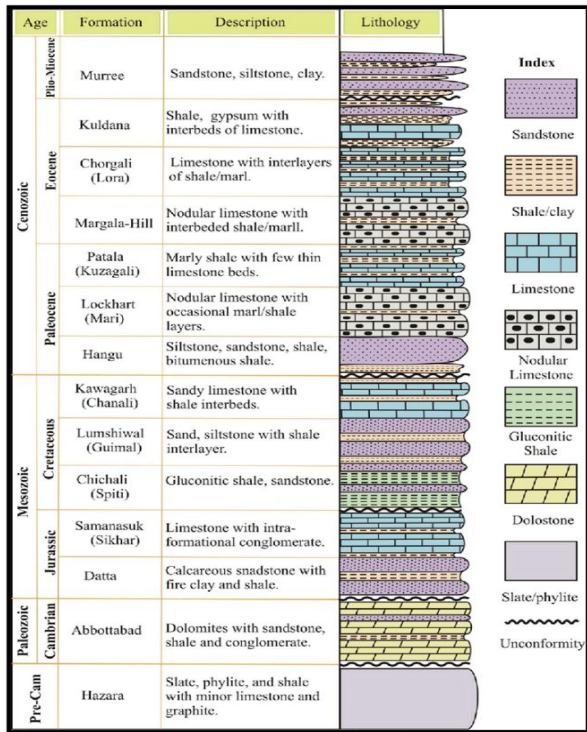 Age Formation Description Lithology
Plio-Miocene
Murree
Sandstone, siltstone, clay.
Cenozoic
Eocene
Kuldana
Shale, gypsum with
interbeds of limestone.
Chorgali
(Lora)
Limestone with interlayers
of shale/marl.
Margala-Hill
Nodular limestone with
interbeded shale/marll.
Paleocene
Patala
(Kuzagali)
Marly shale with few thin
limestone beds.
Lockhart
(Mari)
Nodular limestone with
occasional marl/shale
layers.
Hangu
Siltstone, sandstone, shale,
bitumenous shale.
Mesozoic
Cretaceous
Kawagarh
(Chanali)
Sandy limestone with
shale interbeds.
Lumshiwal
(Guimal)
Sand, siltstone with shale
interlayer.
Chichali
(Spiti)
Gluconitic shale, sandstone.
Jurassic
Samanasuk
(Sikhar)
Limestone with intra-
formational conglomerate.
Datta
Calcareous snadstone with
fire clay and shale.
Paleozoic
Cambrian
Abbottabad
Dolomites with sandstone,
shale and conglomerate.
Pre-Cam
Hazara
Slate, phylite, and shale
with minor limestone and
graphite.
Index
Sandstone
Shale/clay
Limestone
Nodular
Limestone
Gluconitic
Shale
Dolostone
Slate/phylite
Unconformity